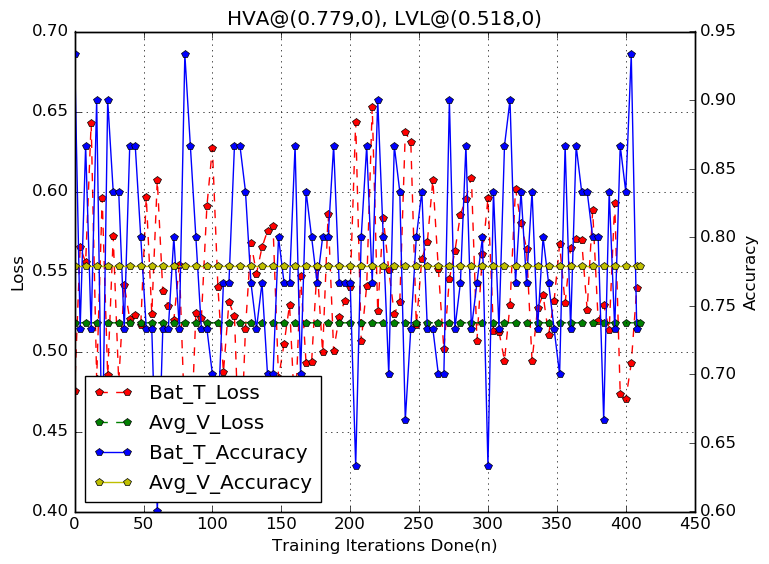 HVA@(0.779,0), LVL@(0.518,0)
0.70
0.65
0.60
0.55
0.50
0.45
0.40
Loss
0.95
0.90
0.85
0.80
0.75
0.70
0.65
0.60
Accuracy
Bat_T_Loss
Avg_V_Loss
Bat_T_Accuracy
Avg_V_Accuracy
0 50 100 150 200 250 300 350 400 450
Training Iterations Done(n)